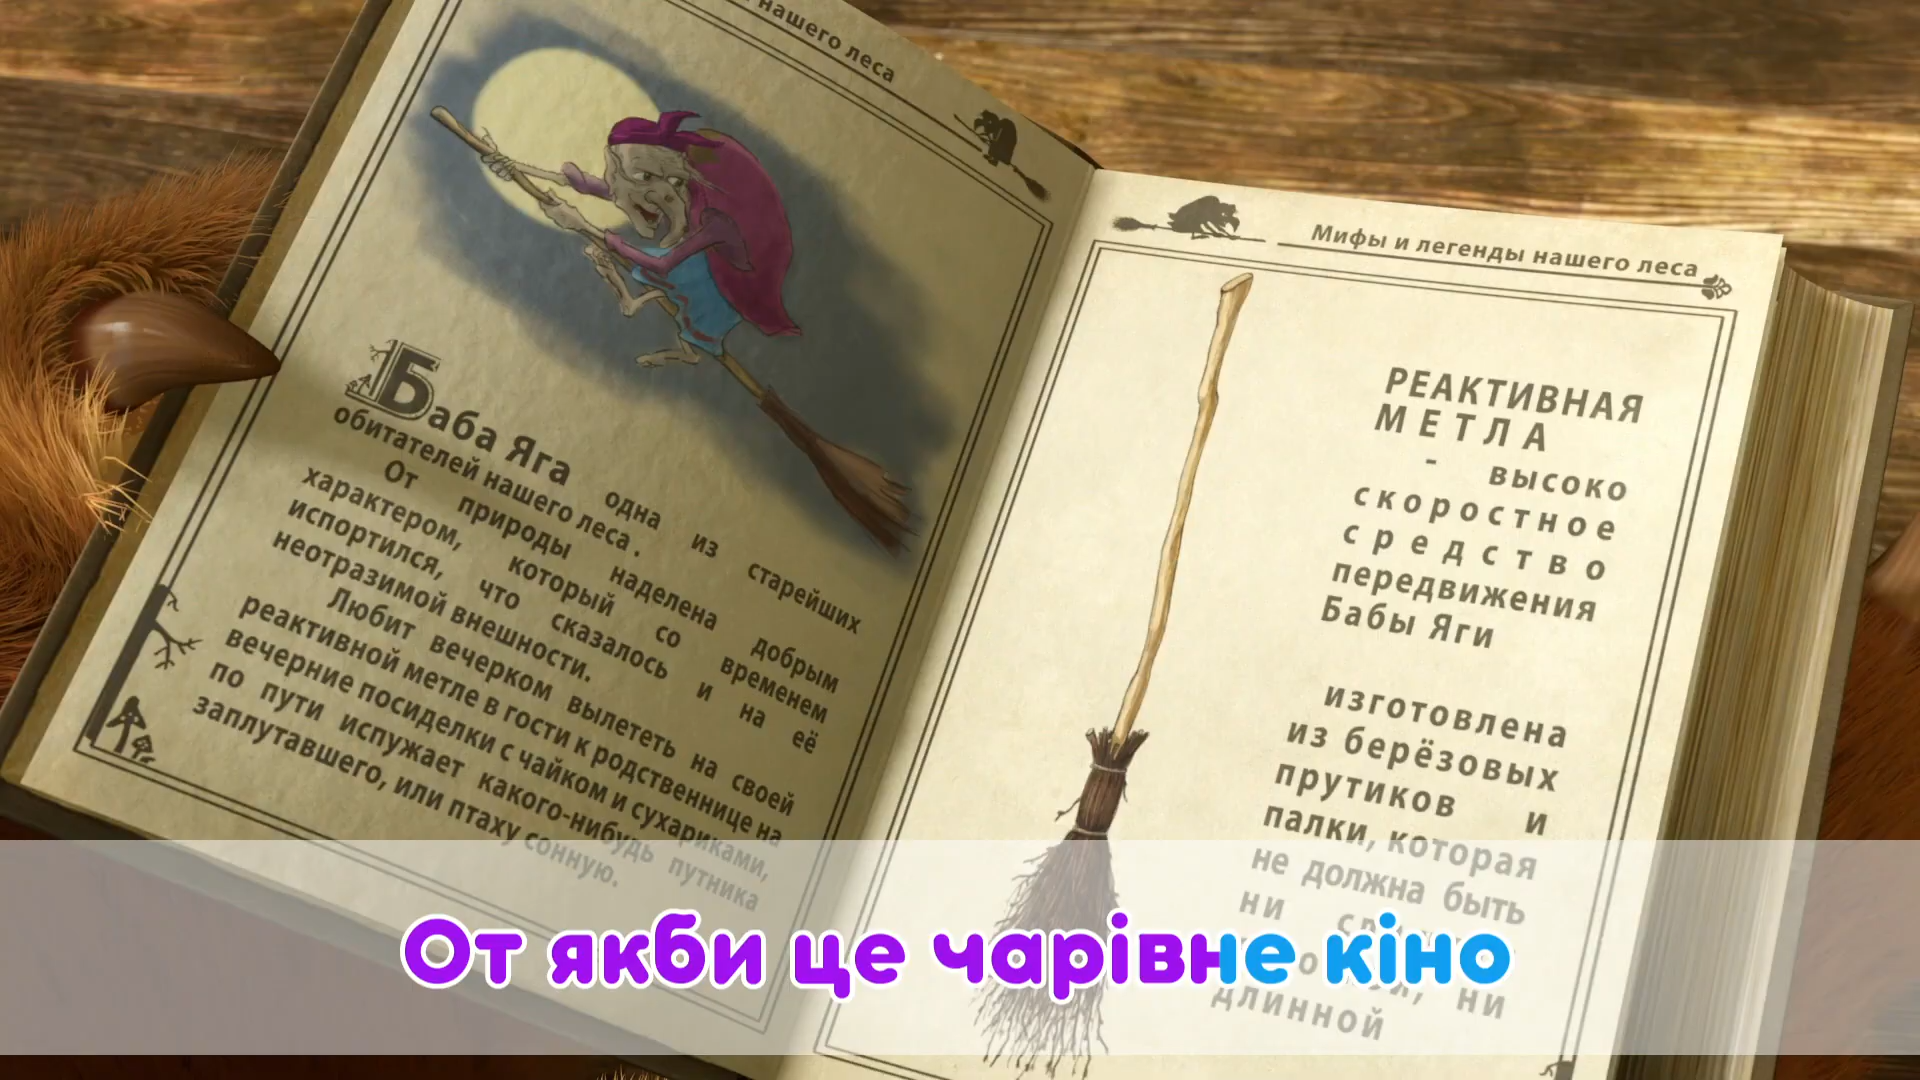 нашего леса
Баба Яга одна из старейших
обитателей нашего леса.
От природы наделена добрым
характером, который со временем
испортился, что сказалось и на её
неотразимой внешности.
Любит вечерком вылететь на своей
реактивной метле в гости к родственнице на
вечерние посиделки с чайком и сухариками,
по пути испужает какого-нибудь путника
заплутавшего, или птаху сонную.
Мифы и легенды нашего леса
РЕАКТИВНАЯ
МЕТЛА
- высоко
скоростное
средство
передвижения
Бабы Яги
изготовлена
из берёзовых
прутиков и
палки, которая
не должна быть
ни
ни
длинной
От якби це чарівне кіно